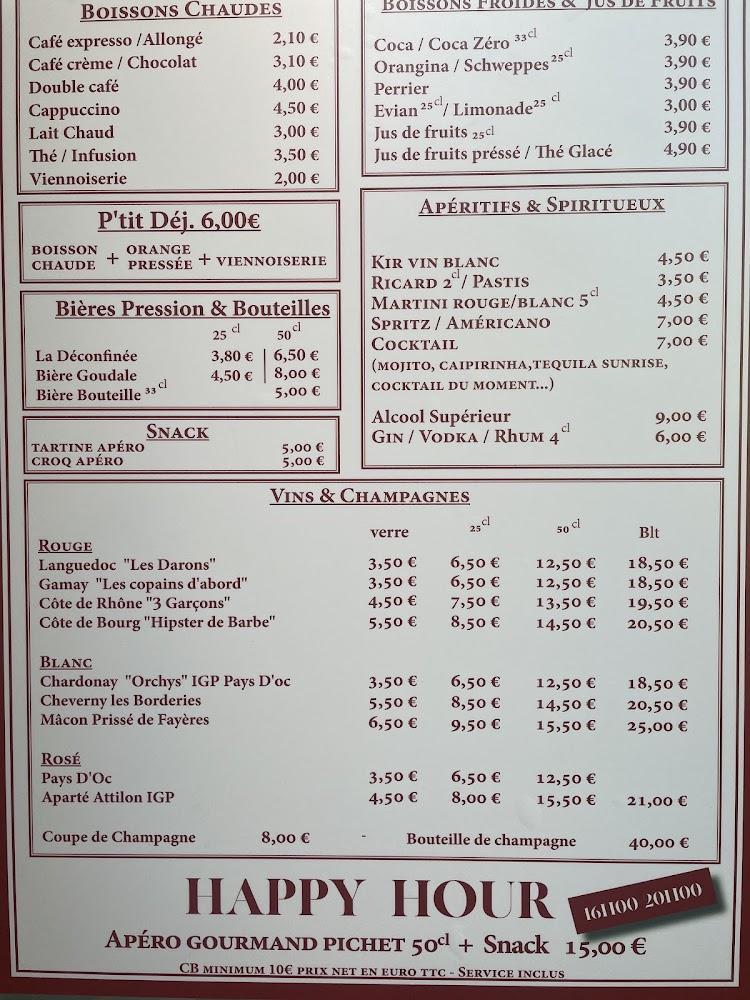 Boissons Chaudes
Café expresso /Allongé 2,10 €
Café crème / Chocolat 3,10 €
Double café 4,00 €
Cappuccino 4,50 €
Lait Chaud 3,00 €
Thé / Infusion 3,50 €
Viennoiserie 2,00 €
P'tit Déj. 6,00€
BOISSON CHAUDE + ORANGE PRESSÉE + VIENNOISERIE
Bières Pression & Bouteilles
25 cl 50 cl
La Déconfinée 3,80 € | 6,50 €
Bière Goudale 4,50 € | 8,00 €
Bière Bouteille 33 cl 5,00 €
Snack
TARTINE APÉRO 5,00 €
CROQ APÉRO 5,00 €
Boissons Froides & Jus de Fruits
Coca / Coca Zéro 33cl 3,90 €
Orangina / Schweppes 25cl 3,90 €
Perrier 3,90 €
Evian 25cl / Limonade 25 cl 3,00 €
Jus de fruits 25cl 3,90 €
Jus de fruits préssé / Thé Glacé 4,90 €
Apéritifs & Spiritueux
Kir vin blanc 4,50 €
Ricard 2cl / Pastis 3,50 €
Martini rouge/blanc 5cl 4,50 €
Spritz / Américano 7,00 €
Cocktail 7,00 €
(mojito, caipirinha,tequila sunrise,
cocktail du moment...)
Alcool Supérieur 9,00 €
Gin / Vodka / Rhum 4cl 6,00 €
Vins & Champagnes
verre 25cl 50cl Blt
Rouge
Languedoc "Les Darons" 3,50 € 6,50 € 12,50 € 18,50 €
Gamay "Les copains d'abord" 3,50 € 6,50 € 12,50 € 18,50 €
Côte de Rhône "3 Garçons" 4,50 € 7,50 € 13,50 € 19,50 €
Côte de Bourg "Hipster de Barbe" 5,50 € 8,50 € 14,50 € 20,50 €
Blanc
Chardonay "Orchys" IGP Pays D'oc 3,50 € 6,50 € 12,50 € 18,50 €
Cheverny les Borderies 5,50 € 8,50 € 14,50 € 20,50 €
Mâcon Prissé de Fayères 6,50 € 9,50 € 15,50 € 25,00 €
Rosé
Pays D'Oc 3,50 € 6,50 € 12,50 €
Aparté Attilon IGP 4,50 € 8,00 € 15,50 € 21,00 €
Coupe de Champagne 8,00 € - Bouteille de champagne 40,00 €
HAPPY HOUR 16H00 20H00
Apéro gourmand pichet 50cl + Snack 15,00 €
CB minimum 10€ prix net en euro ttc - Service inclus